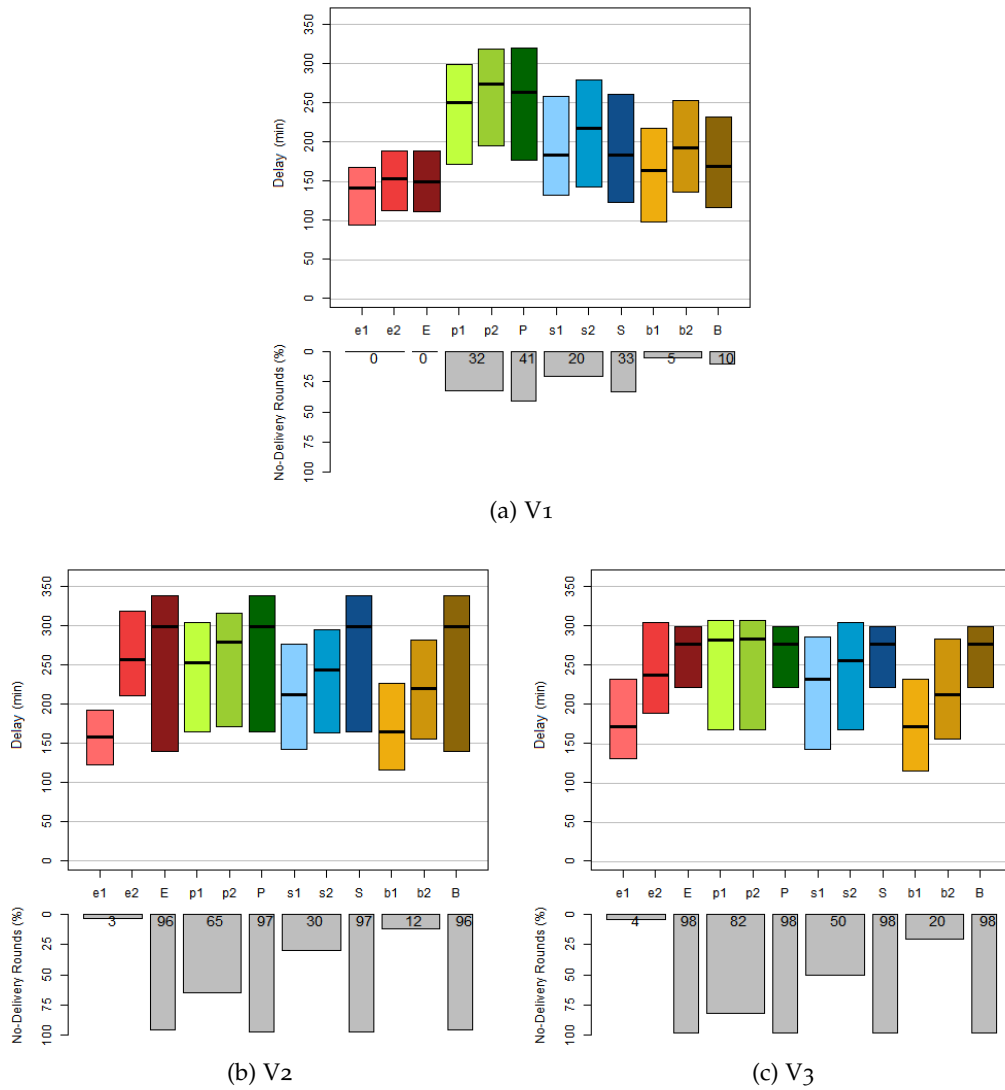 350
300
250
200
150
100
50
0
Delay (min)
e1 e2 E p1 p2 P s1 s2 S b1 b2 B
No-Delivery Rounds (%)
0
25
50
75
100
0 0 32 41 20 33 5 10
(a) V1
350
300
250
200
150
100
50
0
Delay (min)
e1 e2 E p1 p2 P s1 s2 S b1 b2 B
No-Delivery Rounds (%)
0
25
50
75
100
3 96 65 97 30 97 12 96
(b) V2
350
300
250
200
150
100
50
0
Delay (min)
e1 e2 E p1 p2 P s1 s2 S b1 b2 B
No-Delivery Rounds (%)
0
25
50
75
100
4 98 82 98 50 98 20 98
(c) V3